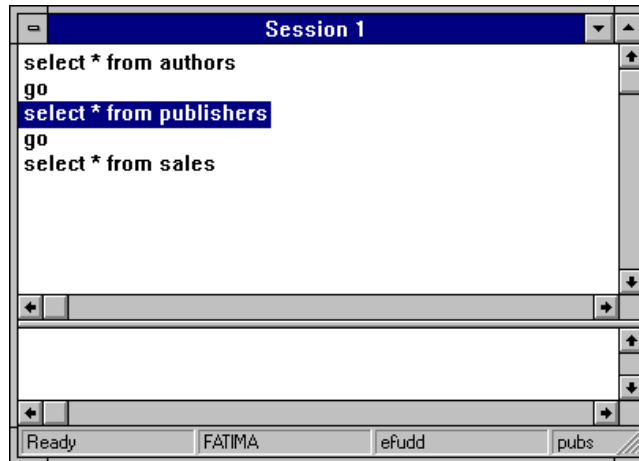 Session 1
select * from authors
go
select * from publishers
go
select * from sales
Ready FATIMA efudd pubs